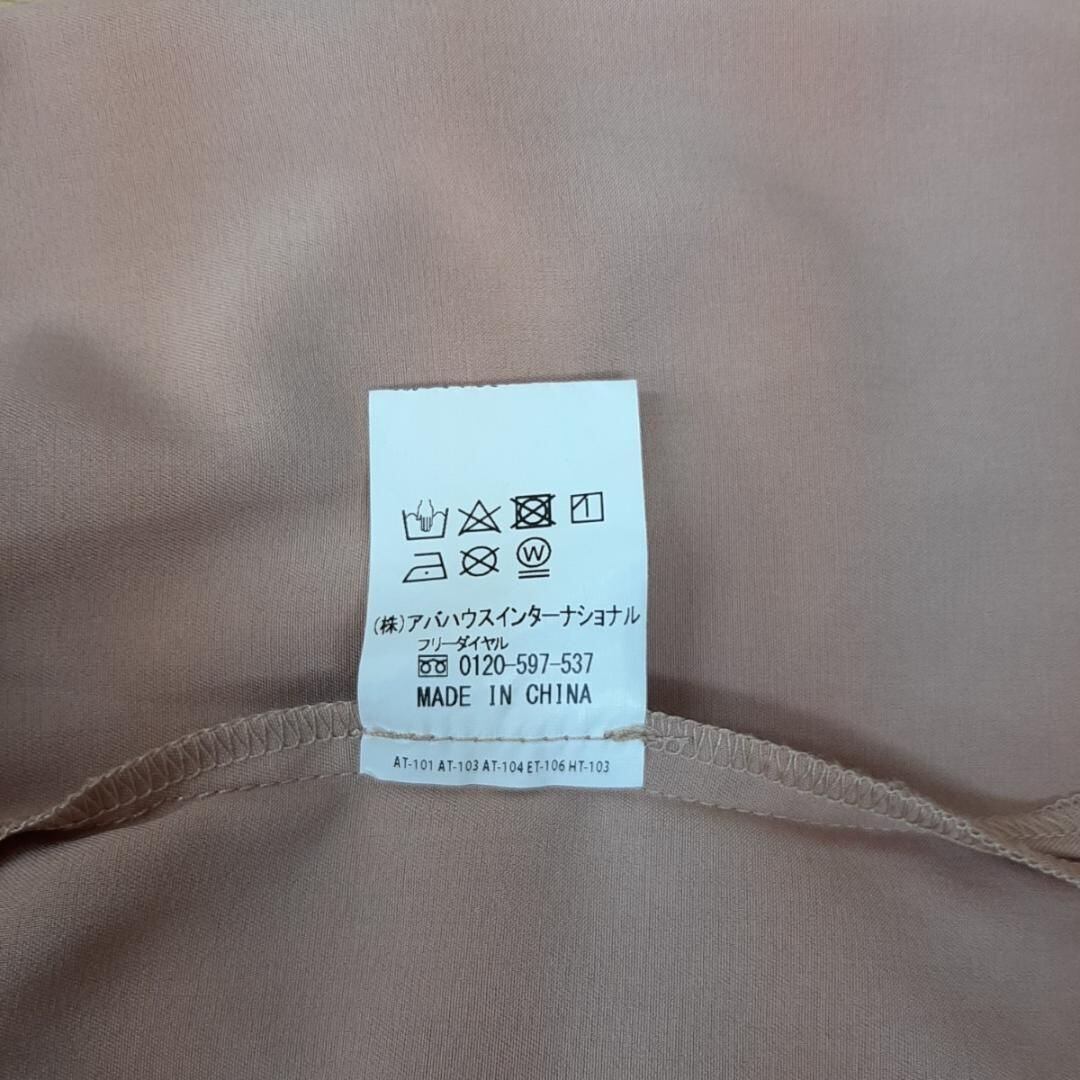 W
(株)アバハウスインターナショナル
フリーダイヤル
0120-597-537
MADE IN CHINA
AT-101 AT-103 AT-104 ET-106 HT-103